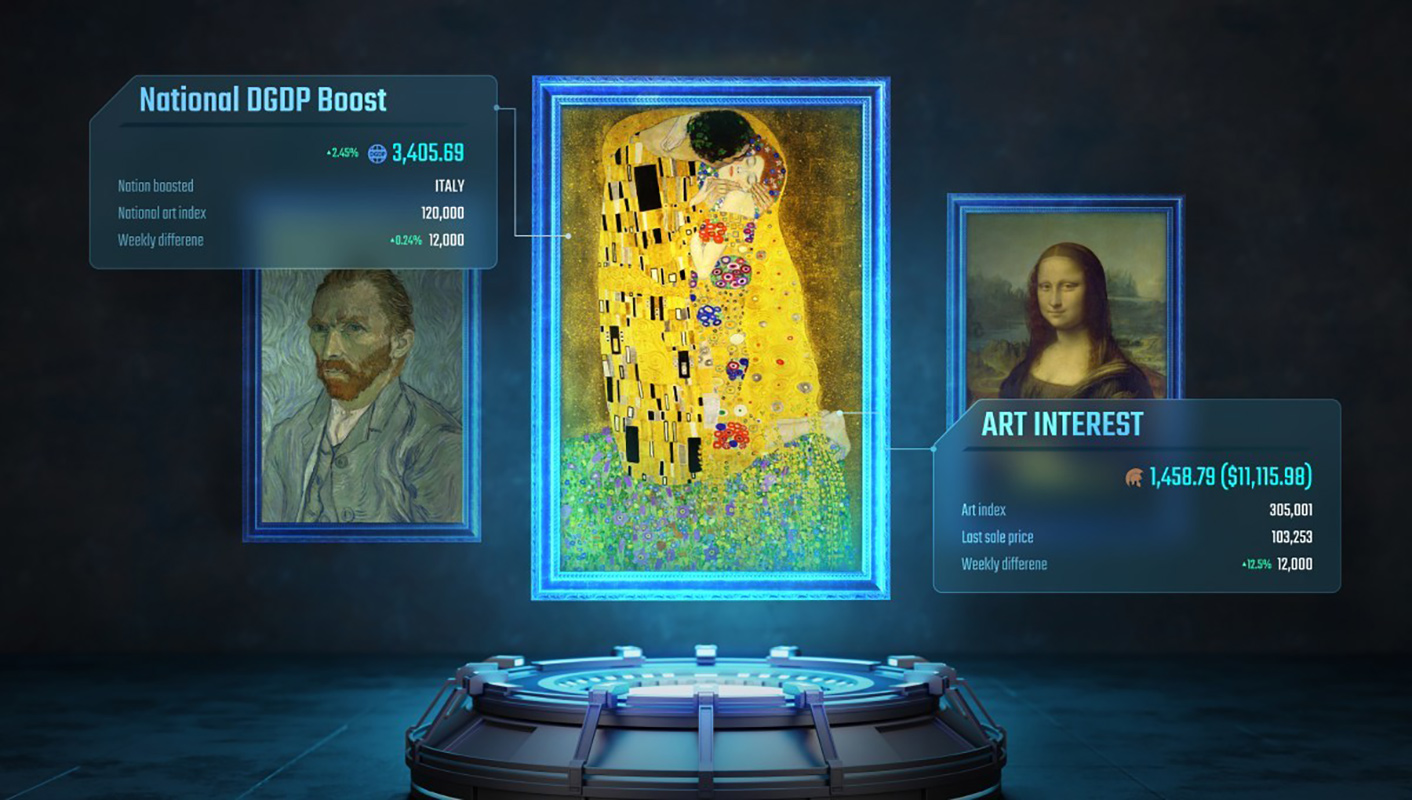 National DGDP Boost
▲2.45% DGDP 3,405.69
Nation boosted ITALY
National art index 120,000
Weekly differene ▲0.24% 12,000
ART INTEREST
1,458.79 ($11,115.98)
Art index 305,001
Last sale price 103,253
Weekly differene ▲12.5% 12,000